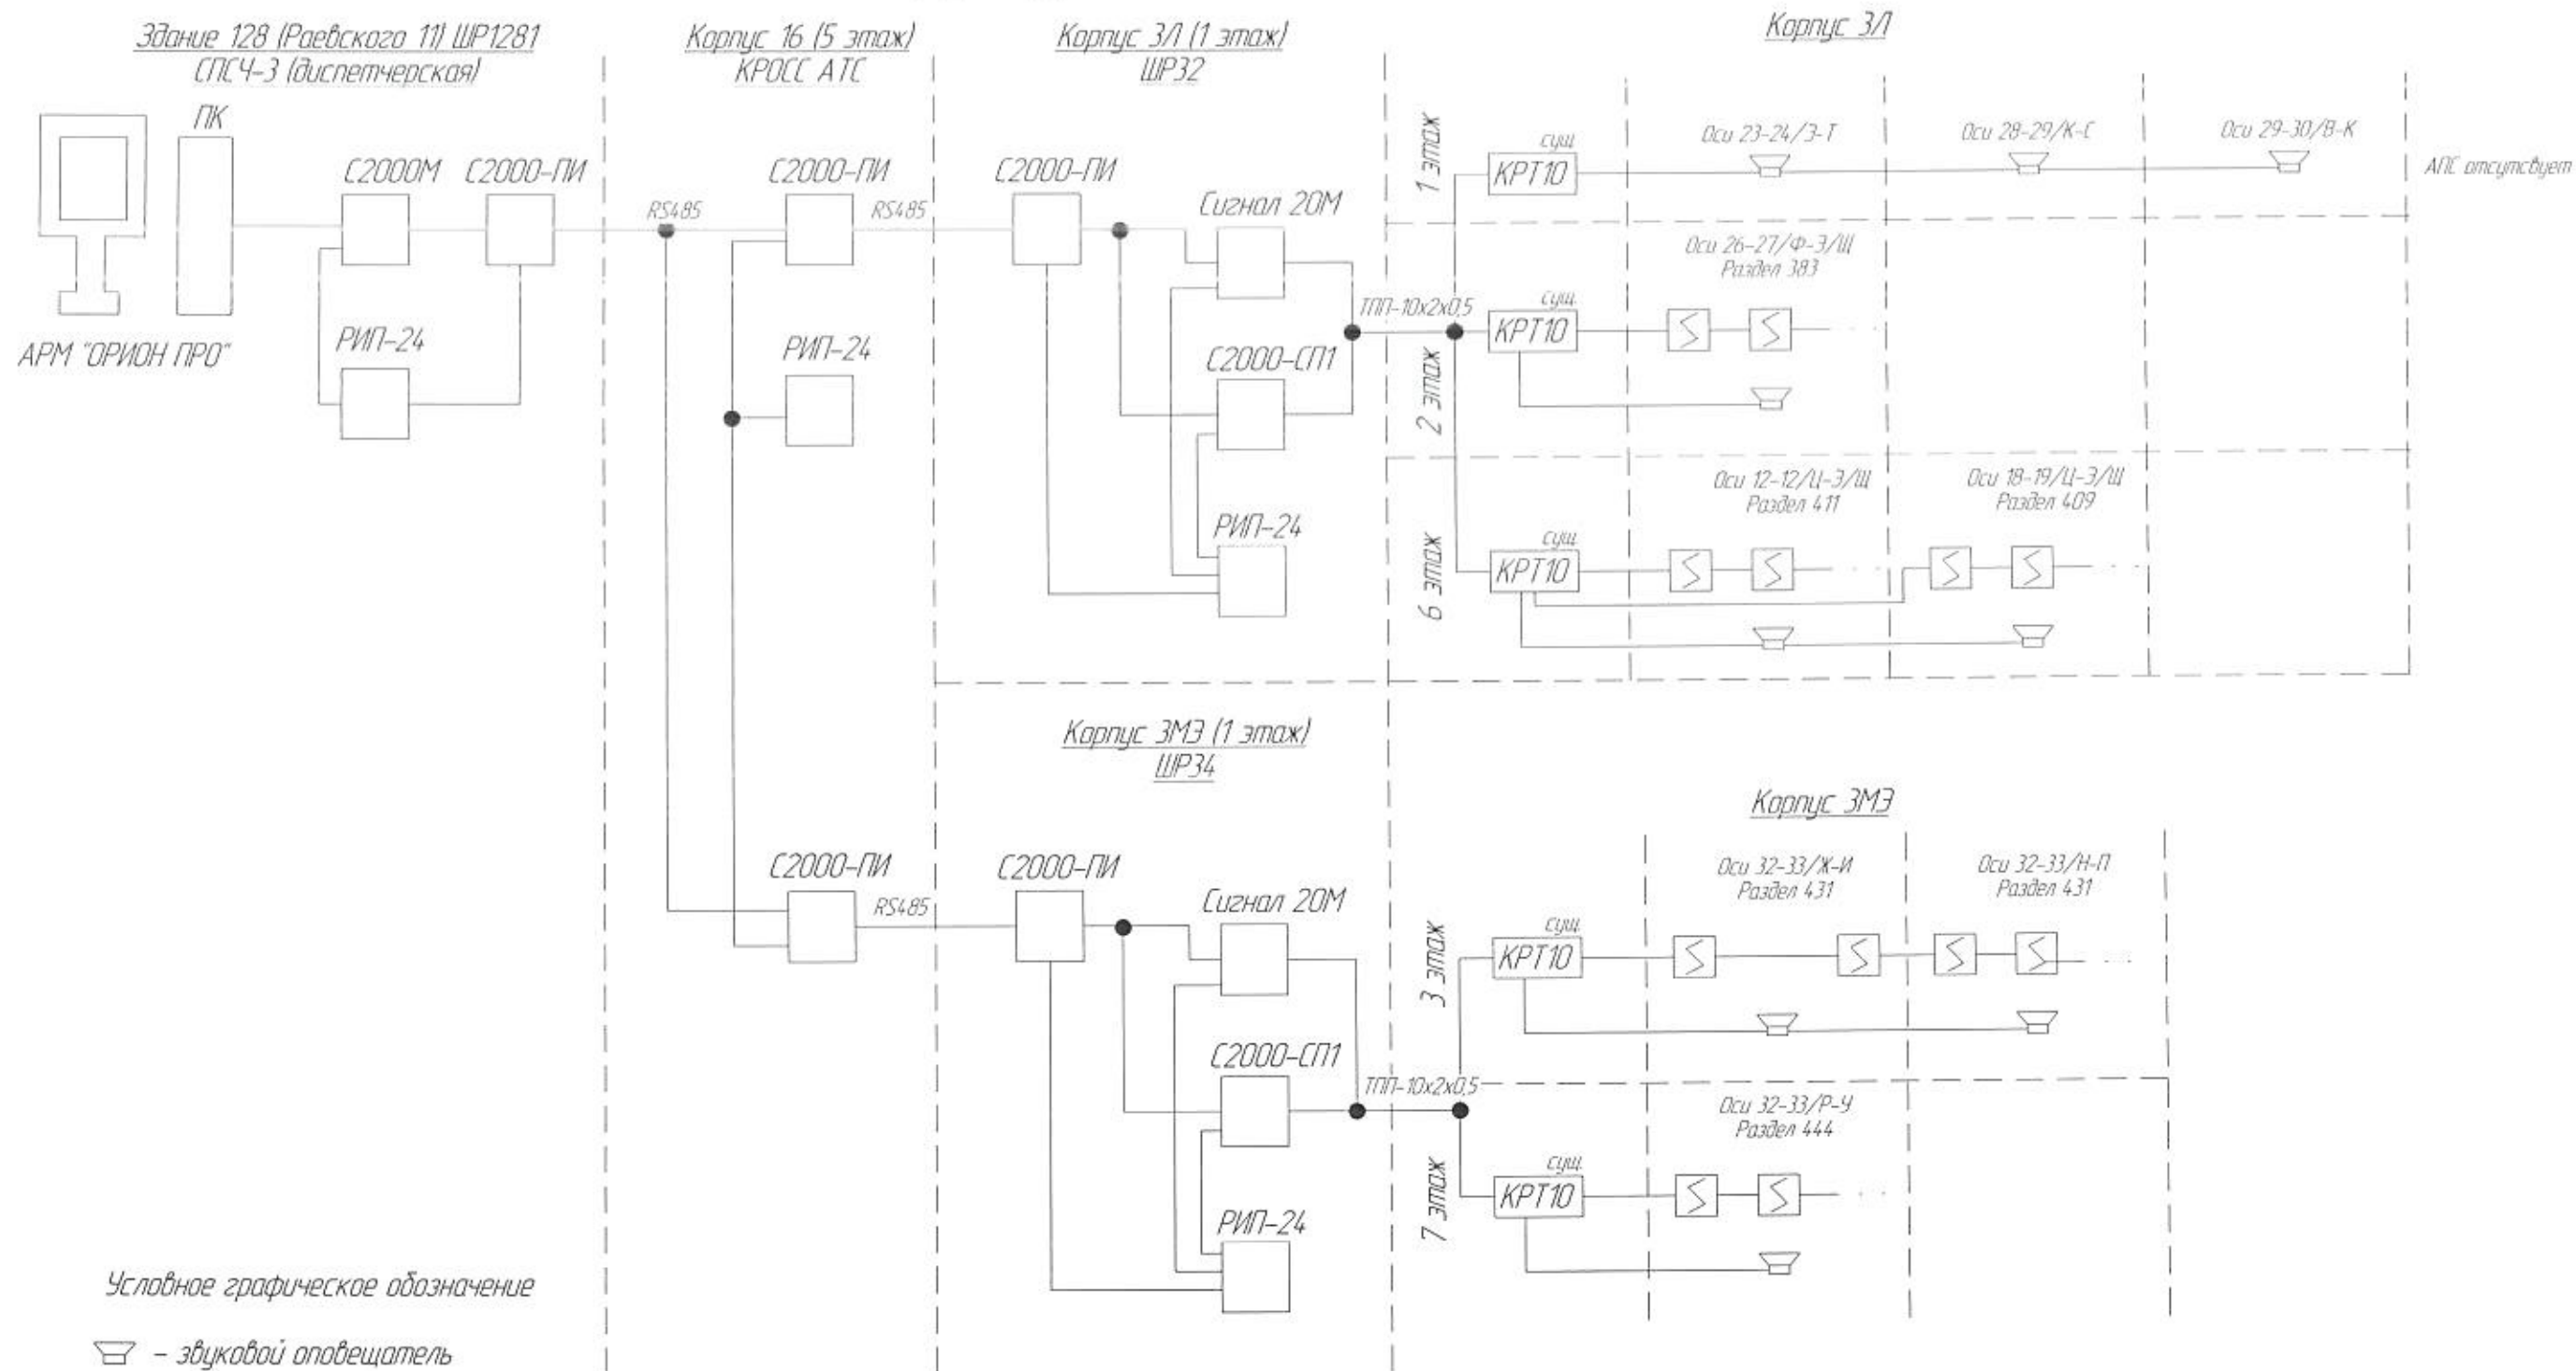 Здание 128 (Раевского 11) ШР1281
СПСЧ-3 (диспетчерская)
ПК
С2000М
С2000-ПИ
РИП-24
АРМ "ОРИОН ПРО"
RS485
Корпус 16 (5 этаж)
КРОСС АТС
С2000-ПИ
RS485
РИП-24
С2000-ПИ
RS485
Корпус 3Л (1 этаж)
ШР32
С2000-ПИ
Сигнал 20М
С2000-СП1
РИП-24
ТПП-10х2х0,5
Корпус 3Л
1 этаж
сущ
КРТ10
Оси 23-24/Э-Т
Оси 28-29/К-С
Оси 29-30/В-К
АПС отсутсвует
2 этаж
сущ.
КРТ10
Оси 26-27/Ф-Э/Щ
Раздел 383
6 этаж
сущ.
КРТ10
Оси 12-12/Ц-Э/Щ
Раздел 411
Оси 18-19/Ц-Э/Щ
Раздел 409
Корпус 3МЭ (1 этаж)
ШР34
С2000-ПИ
Сигнал 20М
С2000-СП1
РИП-24
ТПП-10х2х0,5
Корпус 3МЭ
3 этаж
сущ.
КРТ10
Оси 32-33/Ж-И
Раздел 431
Оси 32-33/Н-П
Раздел 431
7 этаж
сущ.
КРТ10
Оси 32-33/Р-У
Раздел 444
Условное графическое обозначение
- звуковой оповещатель